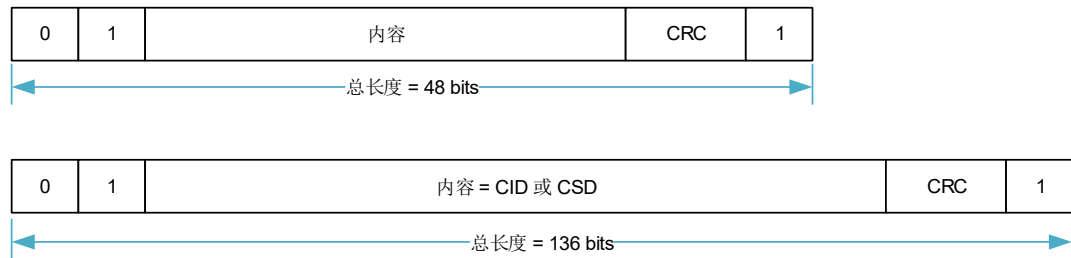 0 1 内容 CRC 1
总长度 = 48 bits
0 1 内容 = CID 或 CSD CRC 1
总长度 = 136 bits